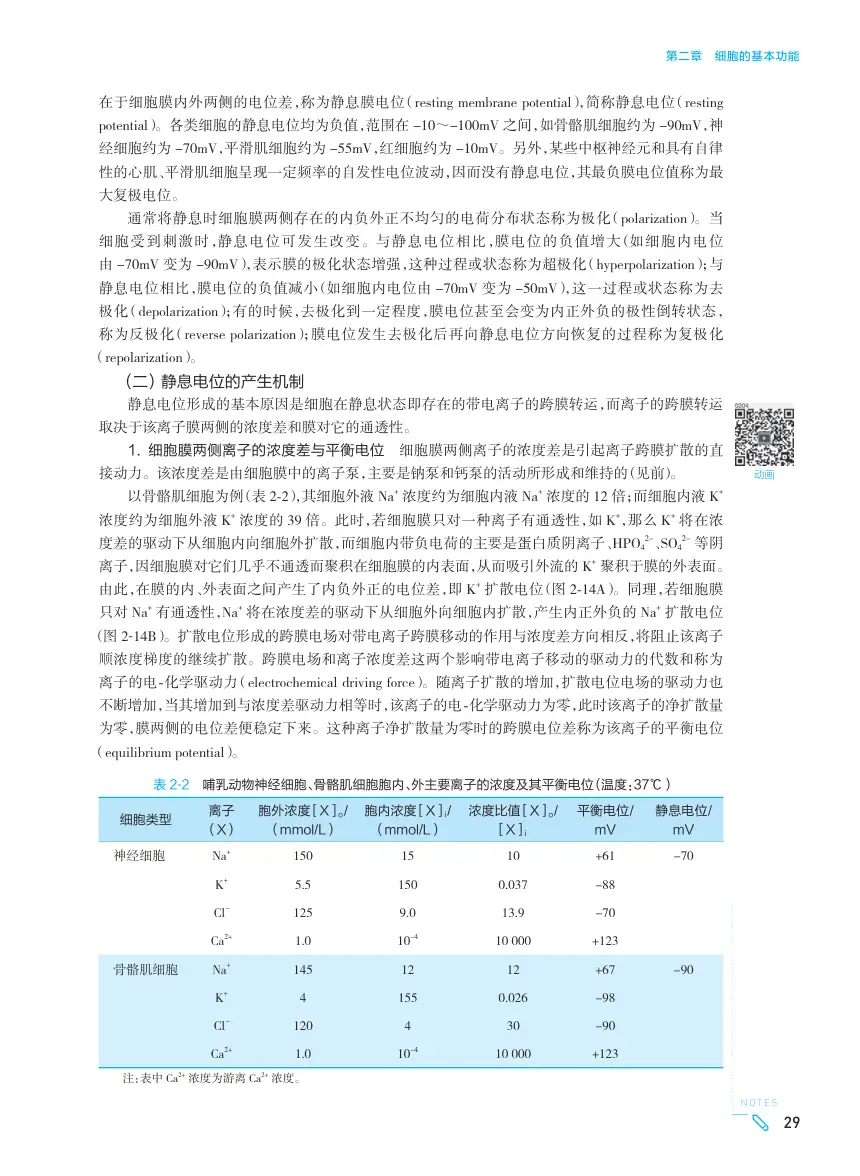 第二章 细胞的基本功能
在于细胞膜内外两侧的电位差,称为静息膜电位(resting membrane potential),简称静息电位(resting
potential)。各类细胞的静息电位均为负值,范围在 –10～–100mV 之间,如骨骼肌细胞约为 –90mV,神
经细胞约为 –70mV,平滑肌细胞约为 –55mV,红细胞约为 –10mV。另外,某些中枢神经元和具有自律
性的心肌、平滑肌细胞呈现一定频率的自发性电位波动,因而没有静息电位,其最负膜电位值称为最
大复极电位。
通常将静息时细胞膜两侧存在的内负外正不均匀的电荷分布状态称为极化(polarization)。当
细胞受到刺激时,静息电位可发生改变。与静息电位相比,膜电位的负值增大(如细胞内电位
由 –70mV 变为 –90mV),表示膜的极化状态增强,这种过程或状态称为超极化(hyperpolarization);与
静息电位相比,膜电位的负值减小(如细胞内电位由 –70mV 变为 –50mV),这一过程或状态称为去
极化(depolarization);有的时候,去极化到一定程度,膜电位甚至会变为内正外负的极性倒转状态,
称为反极化(reverse polarization);膜电位发生去极化后再向静息电位方向恢复的过程称为复极化
(repolarization)。
(二)静息电位的产生机制
静息电位形成的基本原因是细胞在静息状态即存在的带电离子的跨膜转运,而离子的跨膜转运
取决于该离子膜两侧的浓度差和膜对它的通透性。
0204
动画
1. 细胞膜两侧离子的浓度差与平衡电位 细胞膜两侧离子的浓度差是引起离子跨膜扩散的直
接动力。该浓度差是由细胞膜中的离子泵,主要是钠泵和钙泵的活动所形成和维持的(见前)。
以骨骼肌细胞为例(表 2-2),其细胞外液 Na⁺ 浓度约为细胞内液 Na⁺ 浓度的 12 倍;而细胞内液 K⁺
浓度约为细胞外液 K⁺ 浓度的 39 倍。此时,若细胞膜只对一种离子有通透性,如 K⁺,那么 K⁺ 将在浓
度差的驱动下从细胞内向细胞外扩散,而细胞内带负电荷的主要是蛋白质阴离子、HPO₄²⁻、SO₄²⁻ 等阴
离子,因细胞膜对它们几乎不通透而聚积在细胞膜的内表面,从而吸引外流的 K⁺ 聚积于膜的外表面。
由此,在膜的内、外表面之间产生了内负外正的电位差,即 K⁺ 扩散电位(图 2-14A)。同理,若细胞膜
只对 Na⁺ 有通透性,Na⁺ 将在浓度差的驱动下从细胞外向细胞内扩散,产生内正外负的 Na⁺ 扩散电位
(图 2-14B)。扩散电位形成的跨膜电场对带电离子跨膜移动的作用与浓度差方向相反,将阻止该离子
顺浓度梯度的继续扩散。跨膜电场和离子浓度差这两个影响带电离子移动的驱动力的代数和称为
离子的电-化学驱动力(electrochemical driving force)。随离子扩散的增加,扩散电位电场的驱动力也
不断增加,当其增加到与浓度差驱动力相等时,该离子的电-化学驱动力为零,此时该离子的净扩散量
为零,膜两侧的电位差便稳定下来。这种离子净扩散量为零时的跨膜电位差称为该离子的平衡电位
(equilibrium potential)。
表 2-2 哺乳动物神经细胞、骨骼肌细胞胞内、外主要离子的浓度及其平衡电位(温度:37℃)
细胞类型 离子(X) 胞外浓度[X]ₒ/(mmol/L) 胞内浓度[X]ᵢ/(mmol/L) 浓度比值[X]ₒ/[X]ᵢ 平衡电位/mV 静息电位/mV
神经细胞 Na⁺ 150 15 10 +61 –70
K⁺ 5.5 150 0.037 –88
Cl⁻ 125 9.0 13.9 –70
Ca²⁺ 1.0 10⁻⁴ 10 000 +123
骨骼肌细胞 Na⁺ 145 12 12 +67 –90
K⁺ 4 155 0.026 –98
Cl⁻ 120 4 30 –90
Ca²⁺ 1.0 10⁻⁴ 10 000 +123
注:表中 Ca²⁺ 浓度为游离 Ca²⁺ 浓度。
NOTES
29